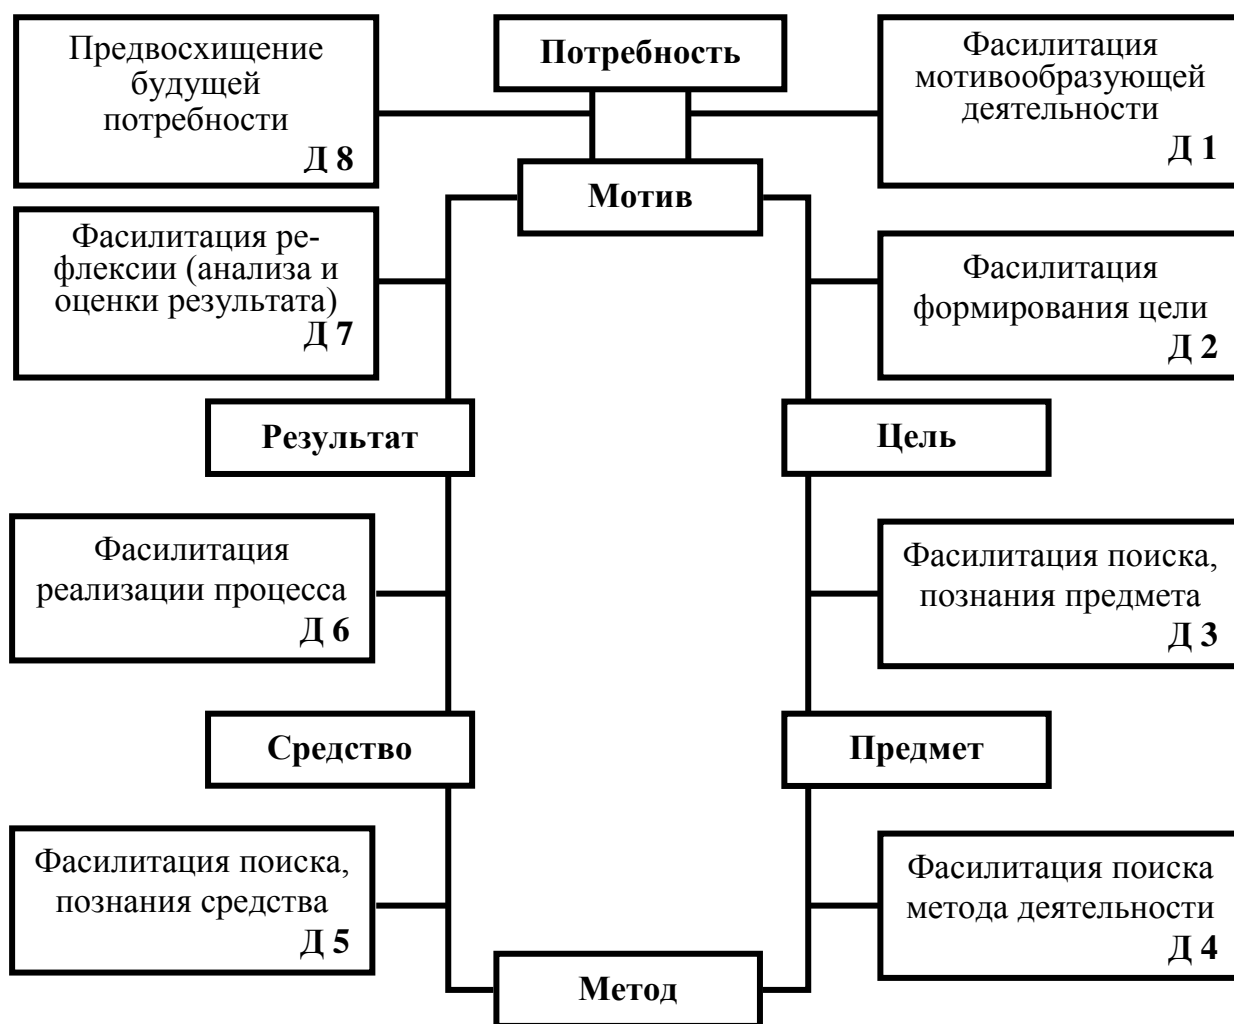 Предвосхищение
будущей
потребности
Д 8
Потребность
Фасилитация
мотивообразующей
деятельности
Д 1
Мотив
Фасилитация ре-
флексии (анализа и
оценки результата)
Д 7
Фасилитация
формирования цели
Д 2
Результат
Цель
Фасилитация
реализации процесса
Д 6
Фасилитация поиска,
познания предмета
Д 3
Средство
Предмет
Фасилитация поиска,
познания средства
Д 5
Фасилитация поиска
метода деятельности
Д 4
Метод